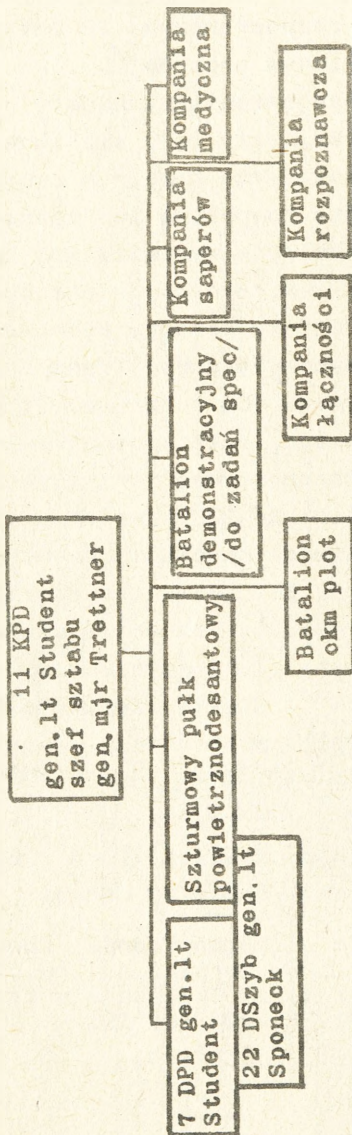 11 KPD
gen.lt Student
szef sztabu
gen.mjr Trettner
7 DPD gen.lt
Student
22 DSzyb gen.lt
Sponeck
Szturmowy pułk
powietrznodesantowy
Batalion
okm plot
Batalion
demonstracyjny
/do zadań spec/
Kompania
łączności
Kompania
saperów
Kompania
rozpoznawcza
Kompania
medyczna